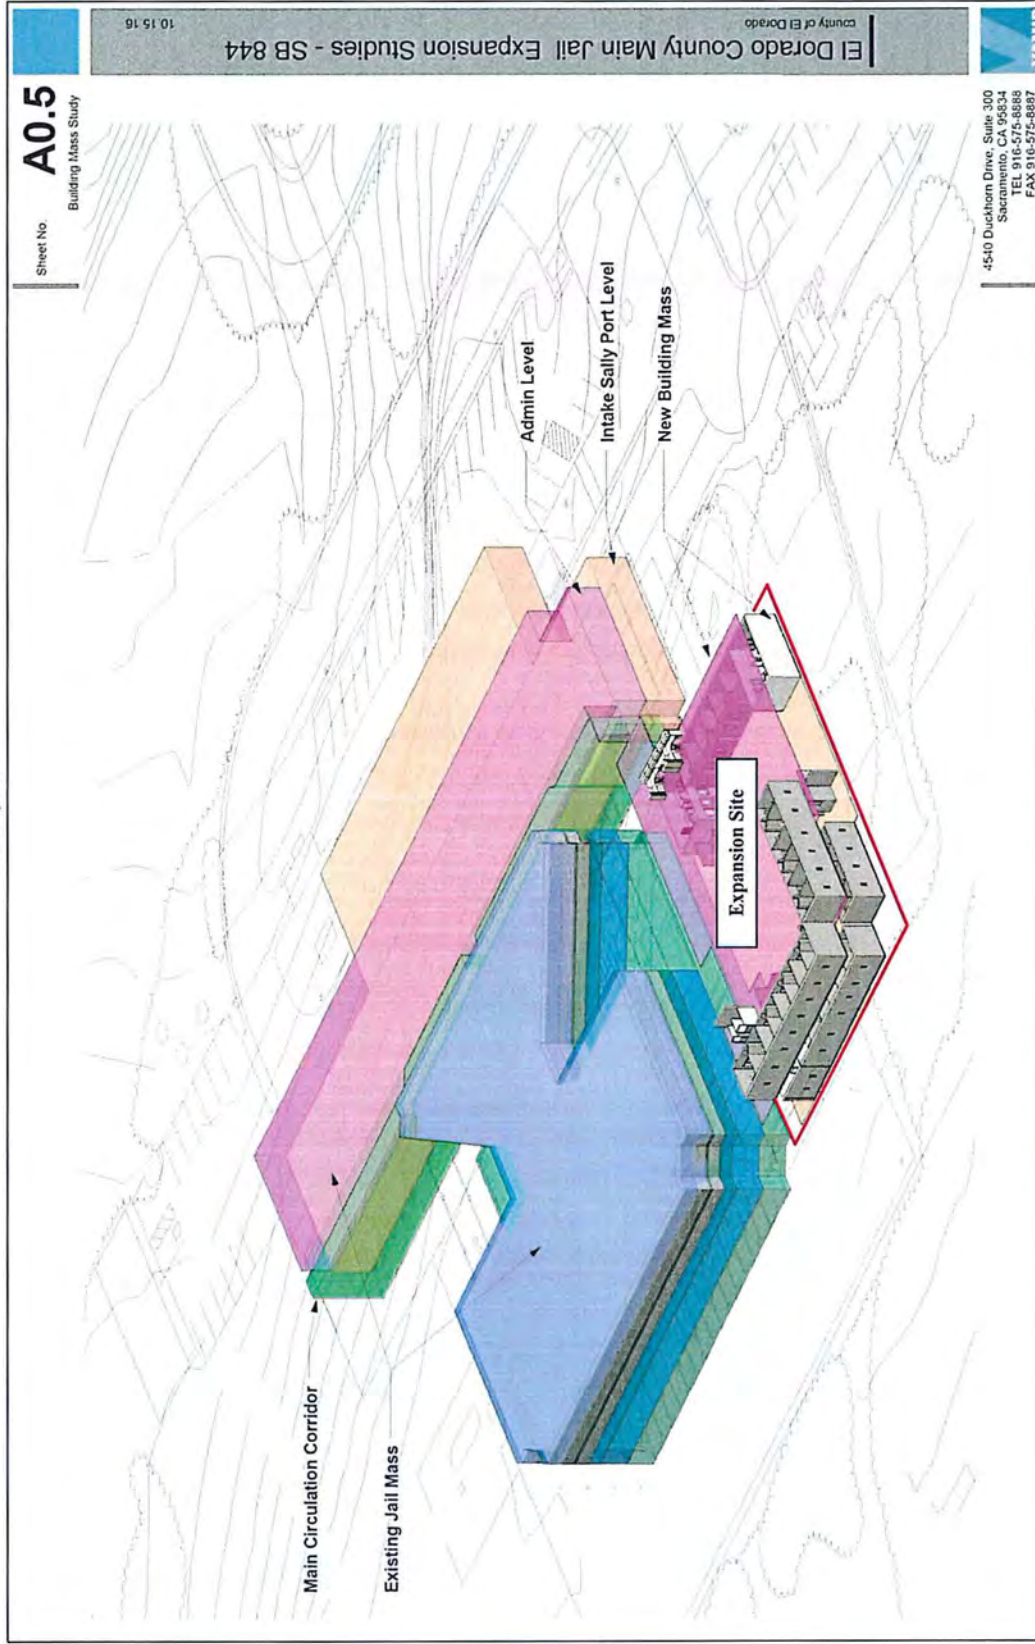 Sheet No.
A0.5
Building Mass Study
El Dorado County Main Jail Expansion Studies - SB 844
county of El Dorado
10.15.16
Main Circulation Corridor
Existing Jail Mass
Admin Level
Intake Sally Port Level
New Building Mass
Expansion Site
4540 Duckhorn Drive, Suite 300
Sacramento, CA 95834
TEL 916-575-8888
FAX 916-575-8887